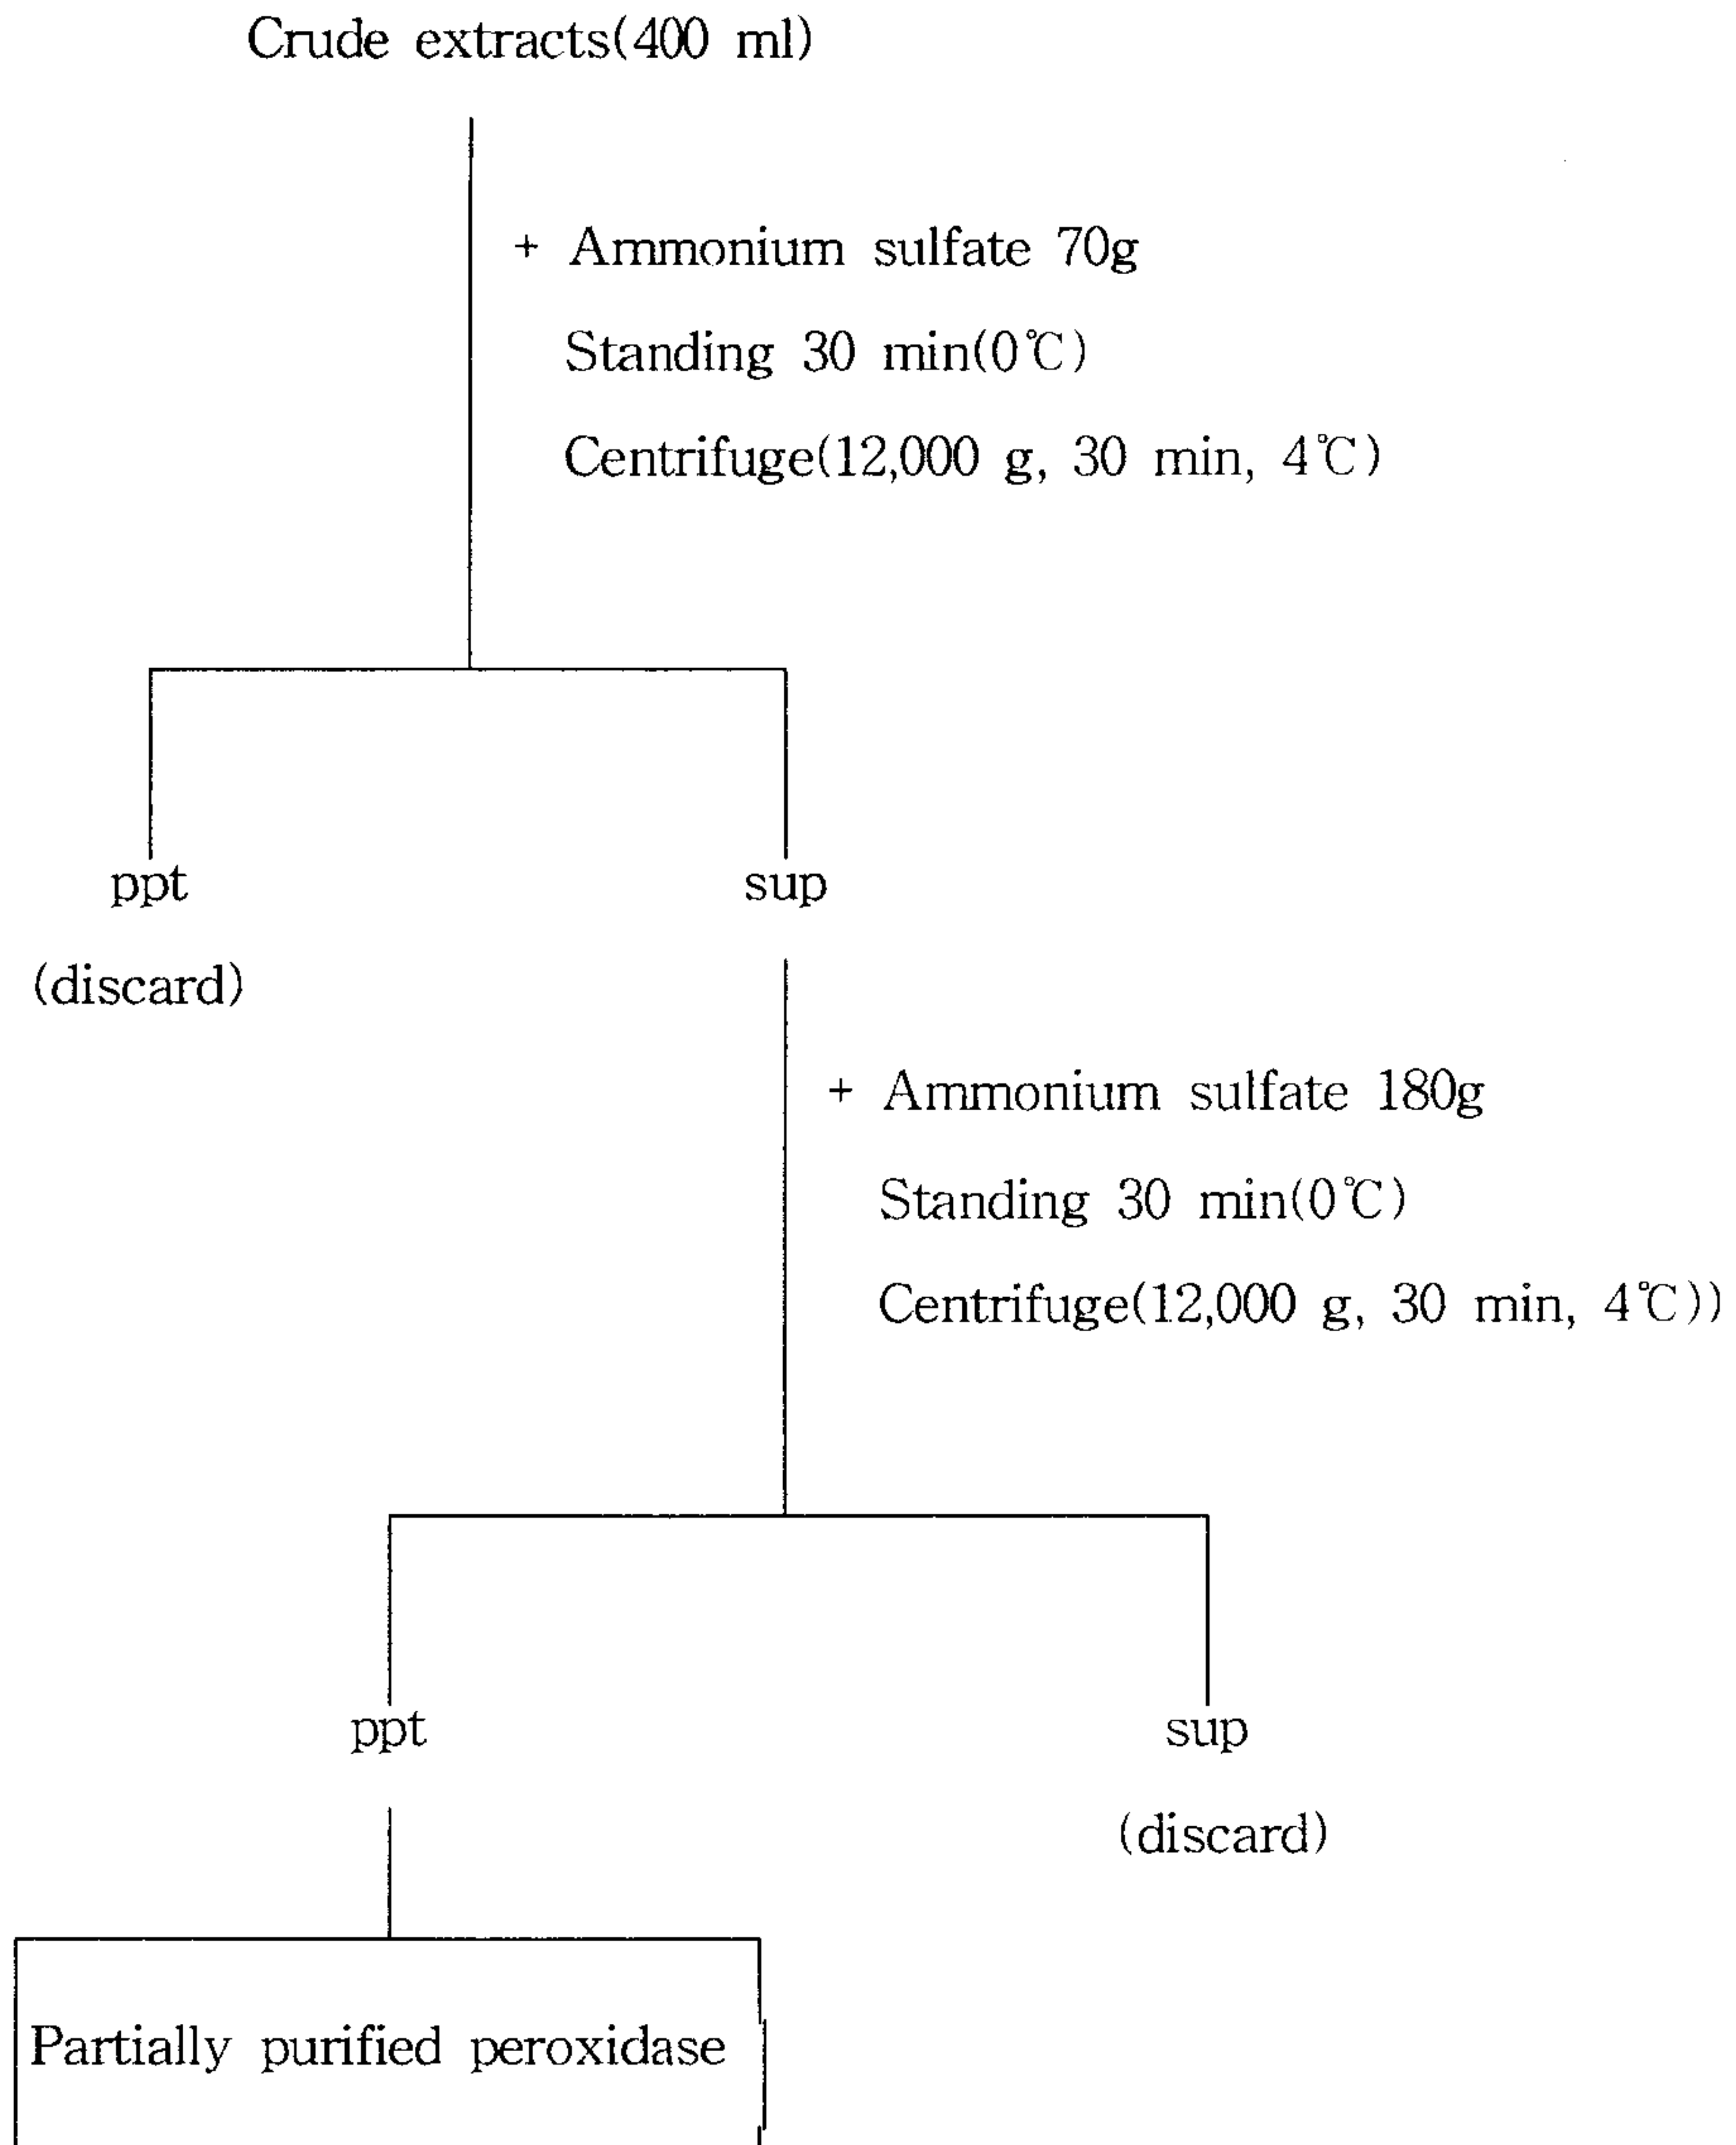 Crude extracts(400 ml)
+ Ammonium sulfate 70g
Standing 30 min(0℃)
Centrifuge(12,000 g, 30 min, 4℃)
ppt
sup
(discard)
+ Ammonium sulfate 180g
Standing 30 min(0℃)
Centrifuge(12,000 g, 30 min, 4℃))
ppt
sup
(discard)
Partially purified peroxidase